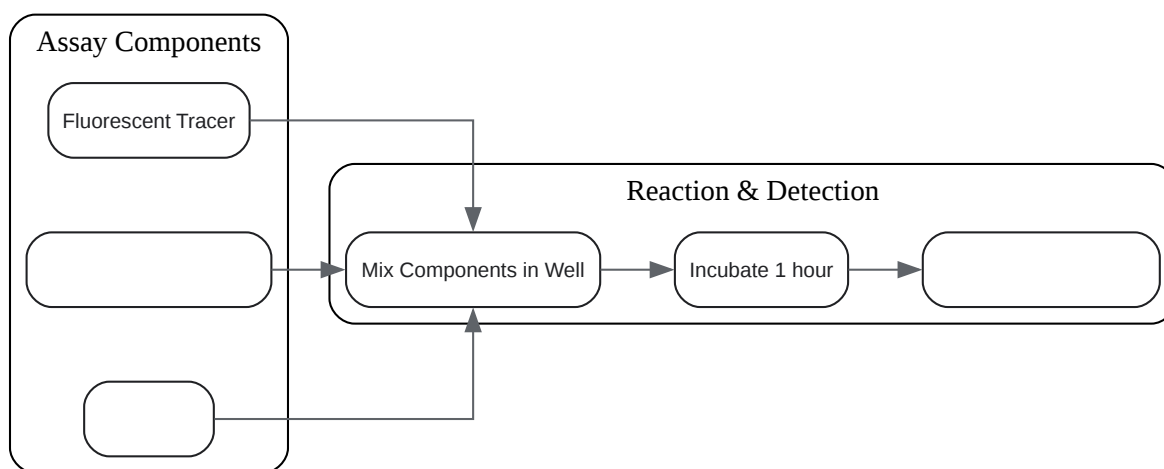 Assay Components
Fluorescent Tracer
Reaction & Detection
Mix Components in Well
Incubate 1 hour